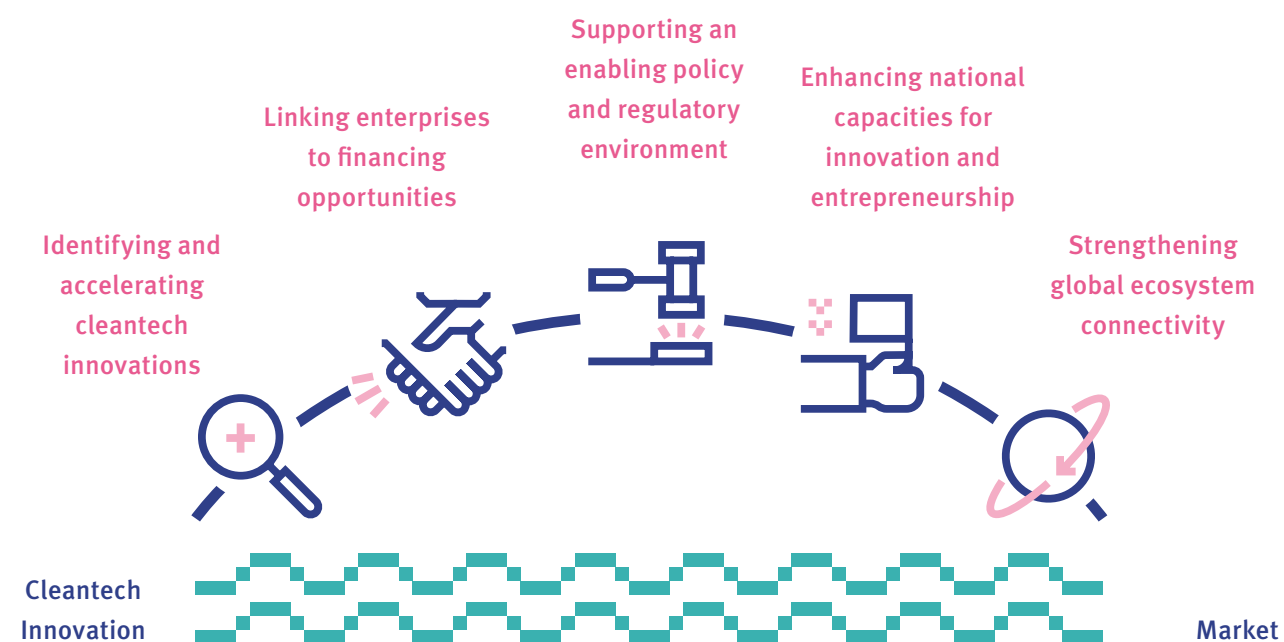 Identifying and
accelerating
cleantech
innovations
Linking enterprises
to financing
opportunities
Supporting an
enabling policy
and regulatory
environment
Enhancing national
capacities for
innovation and
entrepreneurship
Strengthening
global ecosystem
connectivity
Cleantech
Innovation
Market